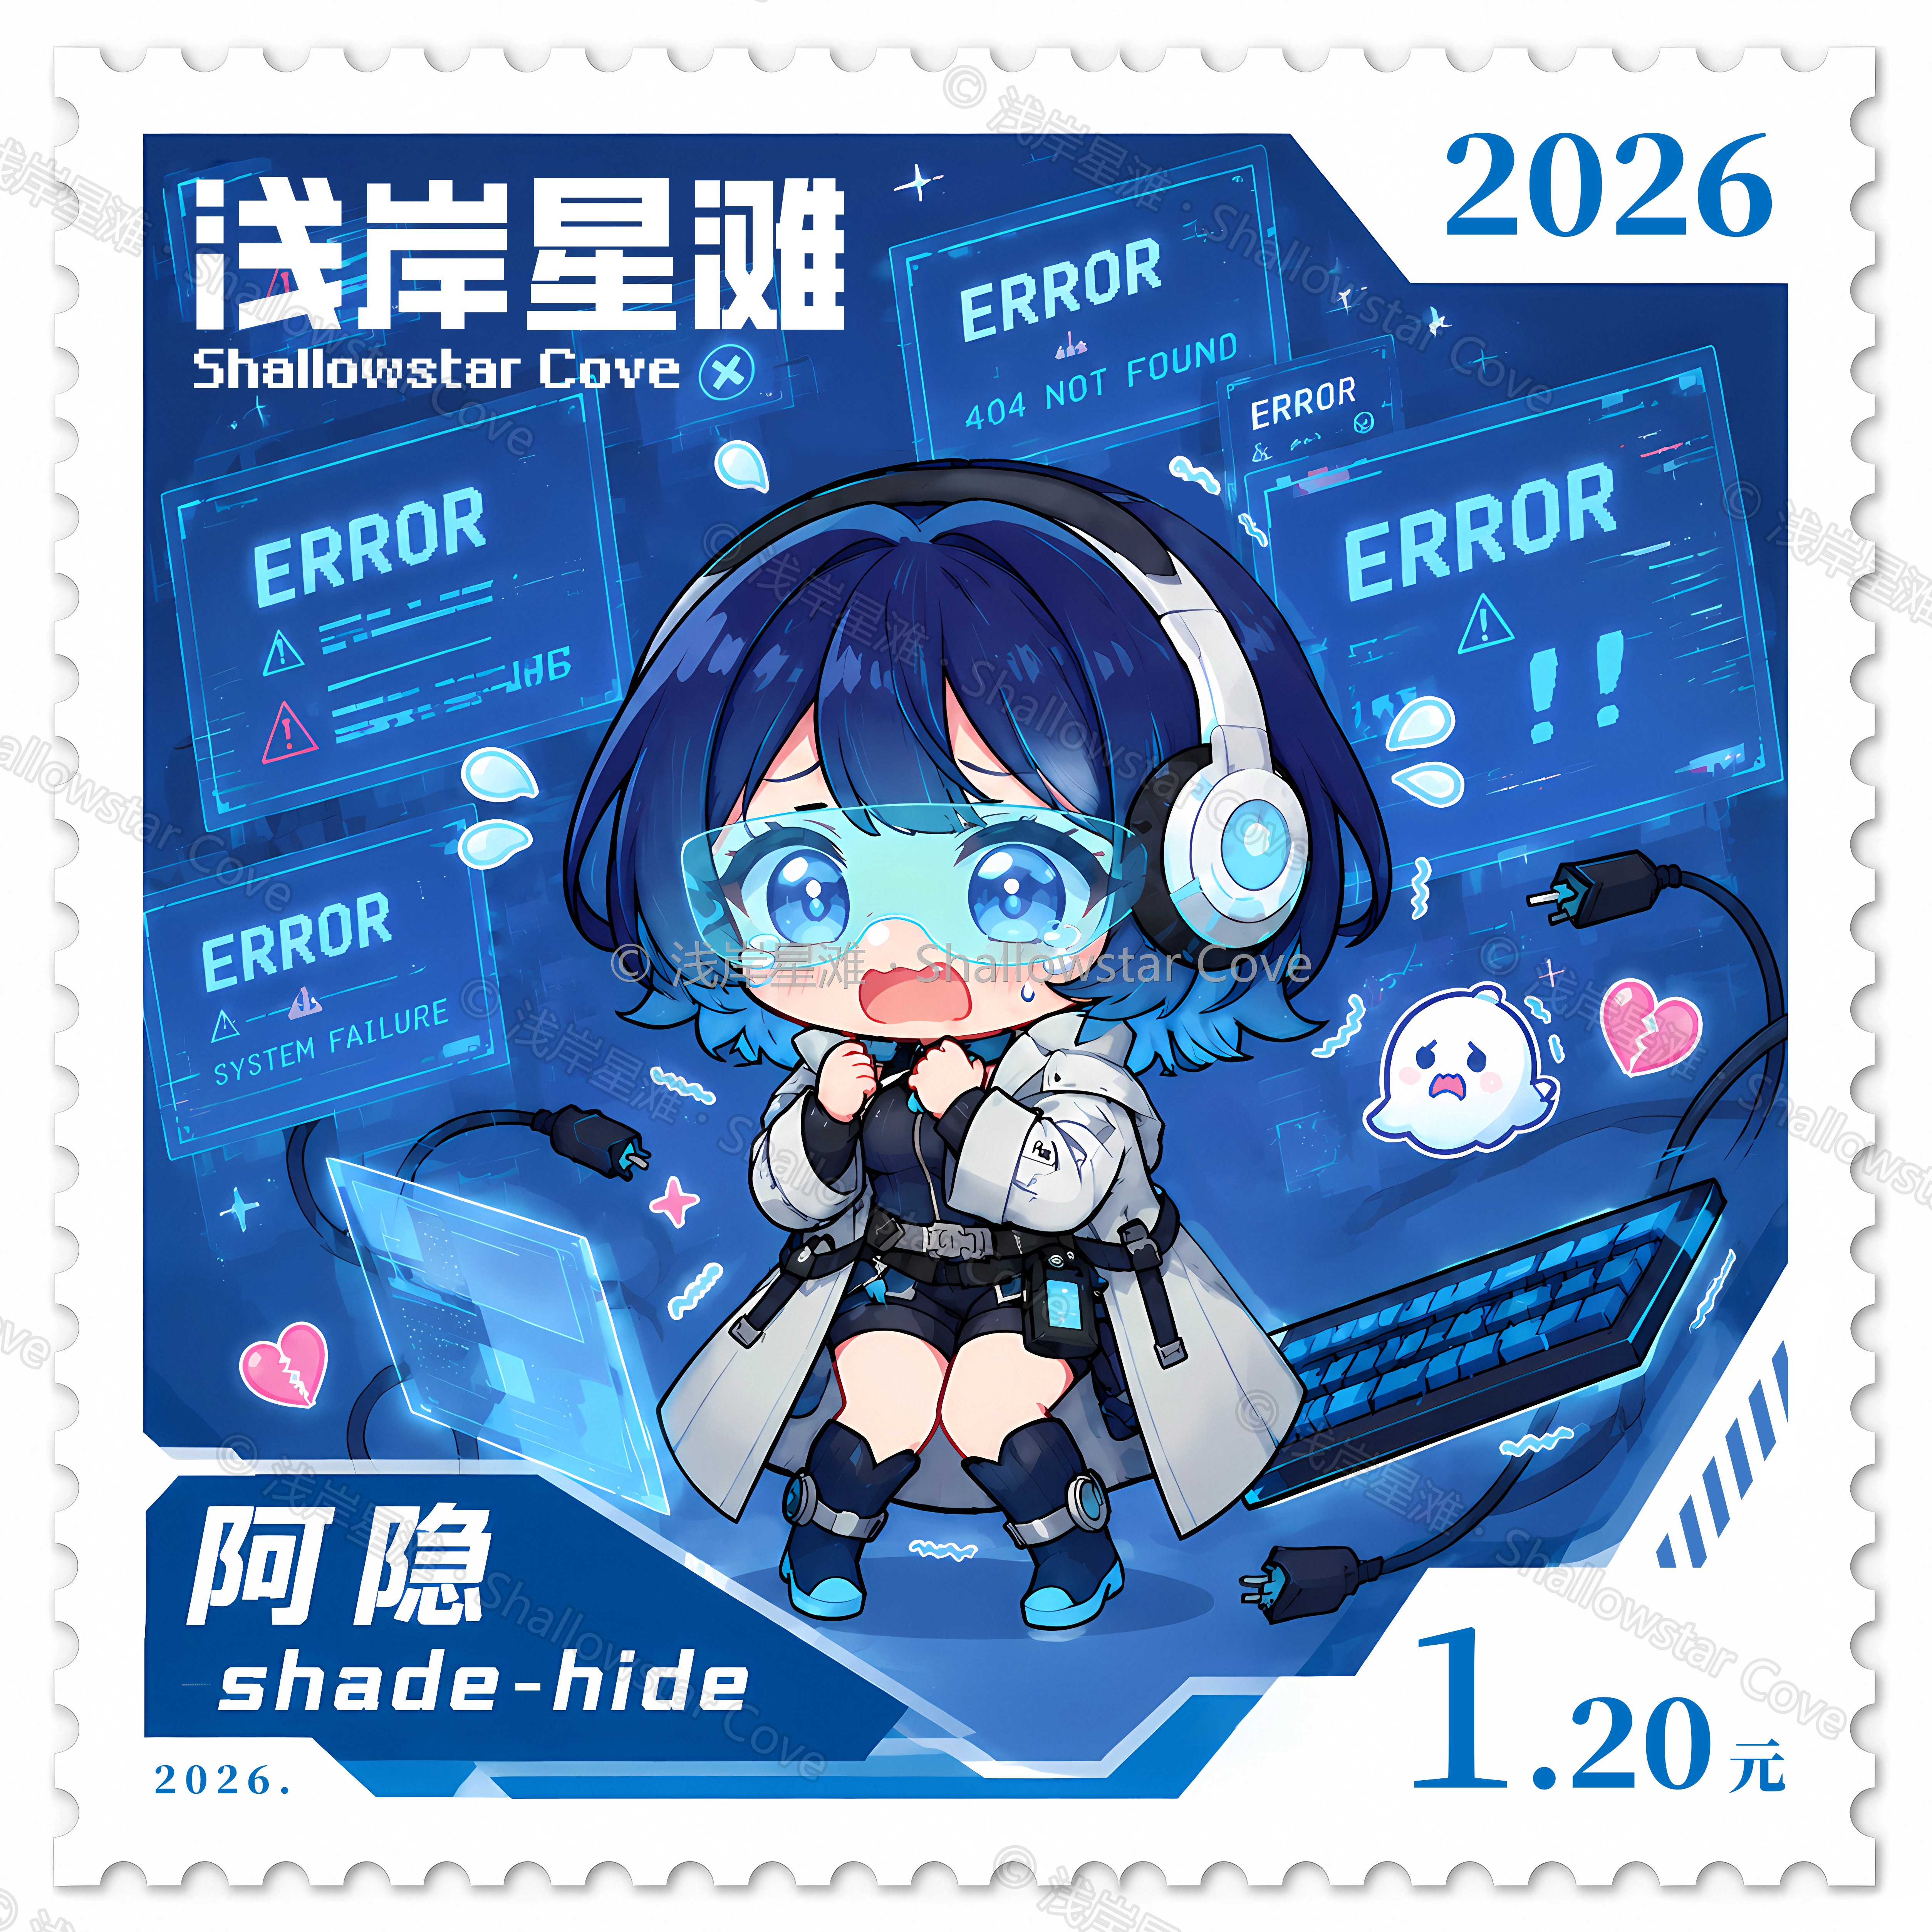 2026
浅岸星滩
Shallowstar Cove
ERROR
404 NOT FOUND
ERROR
ERROR
!!
ERROR
ERROR
SYSTEM FAILURE
© 浅岸星滩 · Shallowstar Cove
阿隐
shade-hide
2026.
1.20元